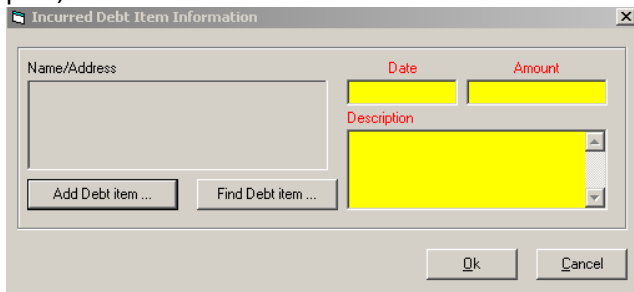 Incurred Debt Item Information
Name/Address
Date Amount
Description
Add Debt item ... Find Debt item ...
Ok Cancel